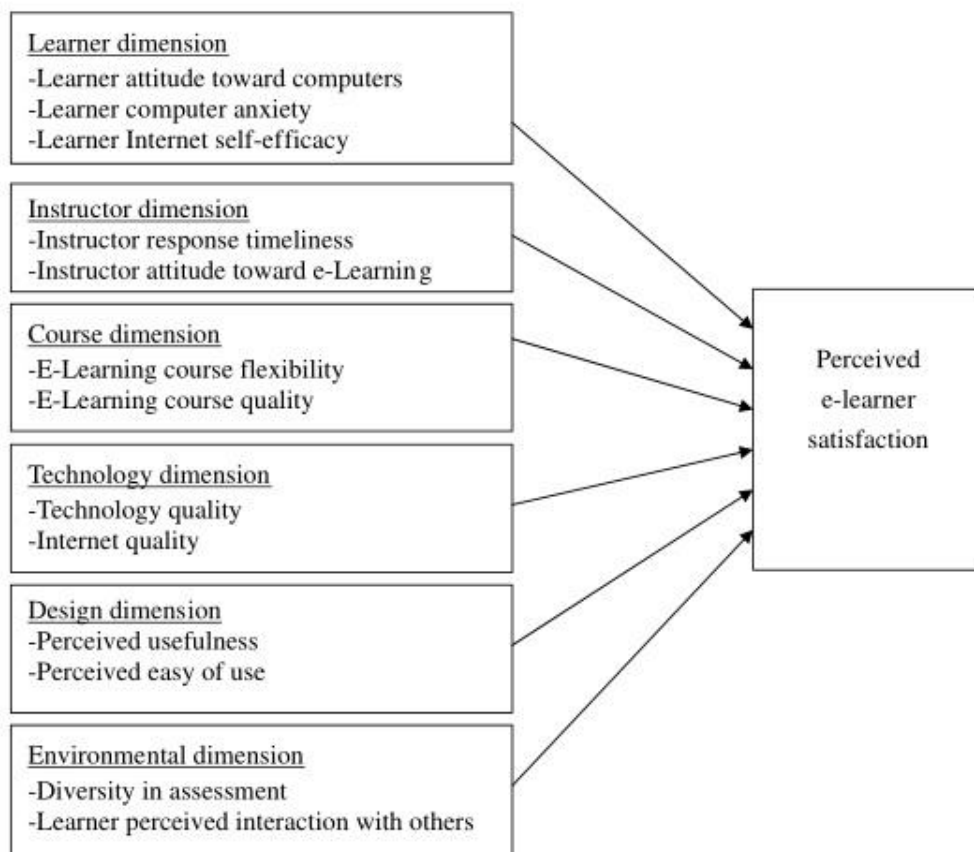 Learner dimension
-Learner attitude toward computers
-Learner computer anxiety
-Learner Internet self-efficacy
Instructor dimension
-Instructor response timeliness
-Instructor attitude toward e-Learning
Course dimension
-E-Learning course flexibility
-E-Learning course quality
Technology dimension
-Technology quality
-Internet quality
Design dimension
-Perceived usefulness
-Perceived easy of use
Environmental dimension
-Diversity in assessment
-Learner perceived interaction with others
Perceived
e-learner
satisfaction